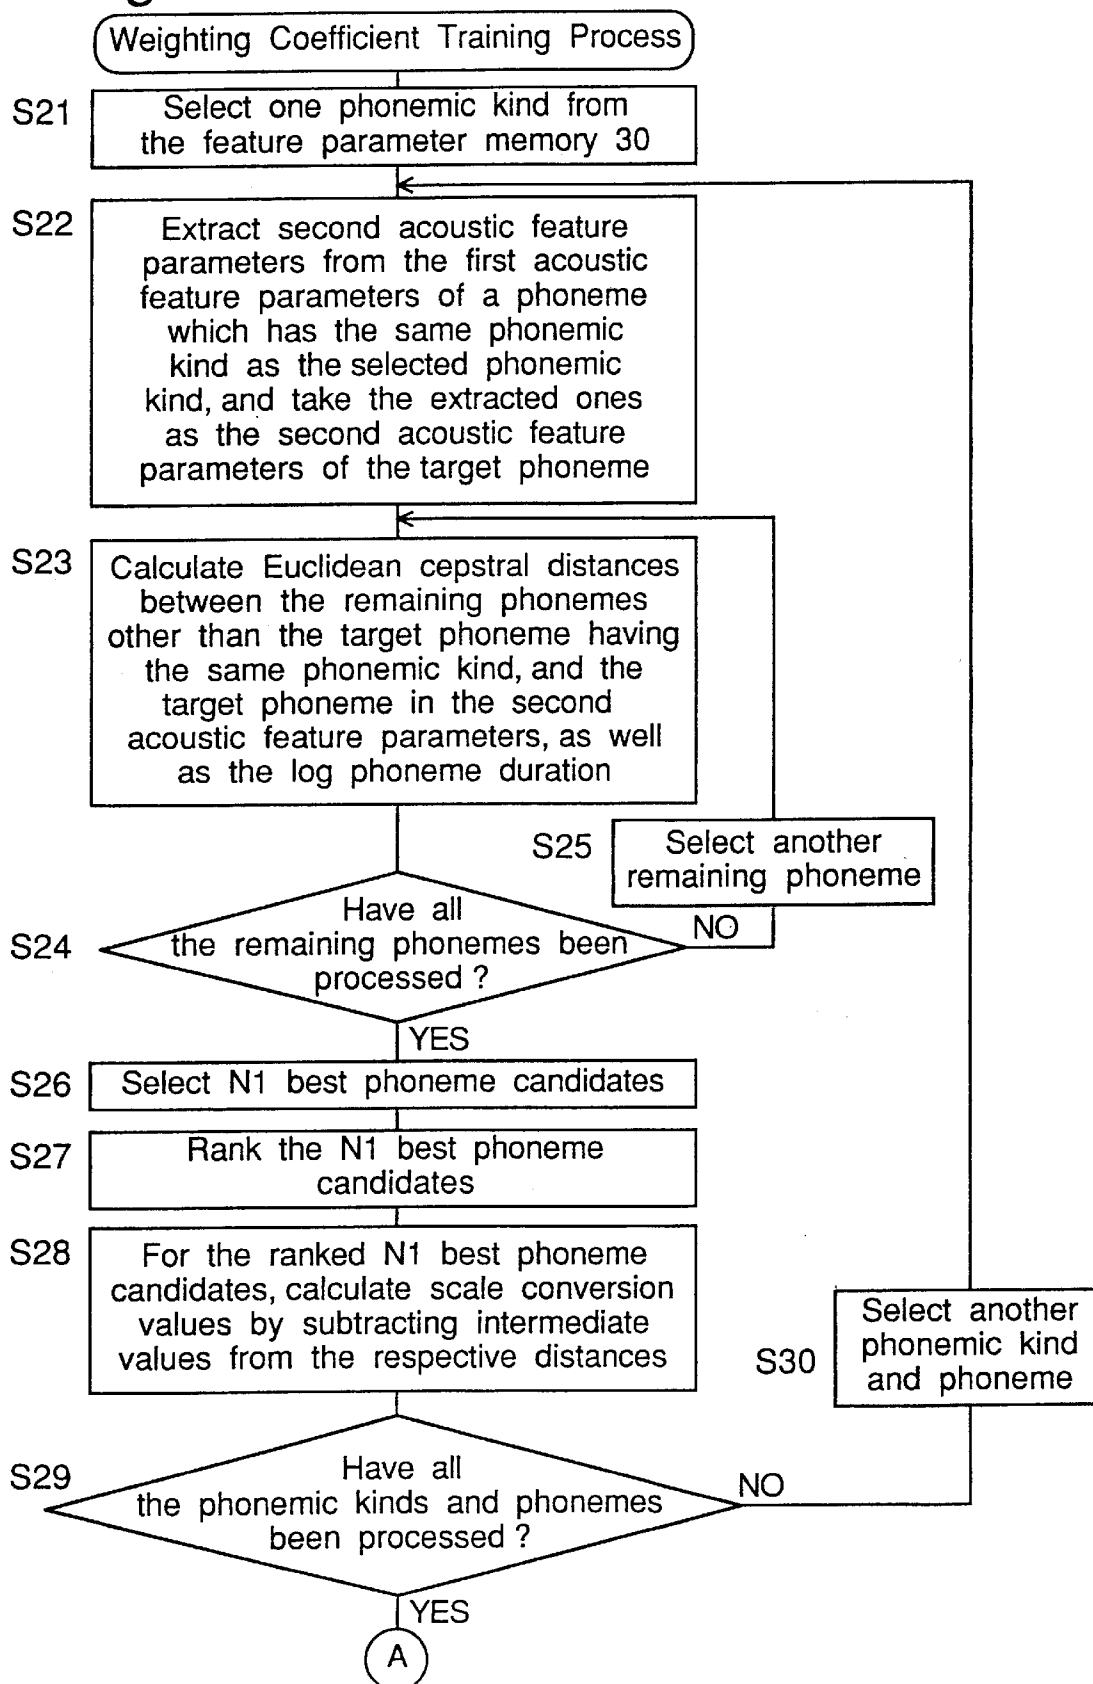 Weighting Coefficient Training Process
S21
Select one phonemic kind from
the feature parameter memory 30
S22
Extract second acoustic feature
parameters from the first acoustic
feature parameters of a phoneme
which has the same phonemic
kind as the selected phonemic
kind, and take the extracted ones
as the second acoustic feature
parameters of the target phoneme
S23
Calculate Euclidean cepstral distances
between the remaining phonemes
other than the target phoneme having
the same phonemic kind, and the
target phoneme in the second
acoustic feature parameters, as well
as the log phoneme duration
S25
Select another
remaining phoneme
S24
Have all
the remaining phonemes been
processed ?
NO
YES
S26
Select N1 best phoneme candidates
S27
Rank the N1 best phoneme
candidates
S28
For the ranked N1 best phoneme
candidates, calculate scale conversion
values by subtracting intermediate
values from the respective distances
S30
Select another
phonemic kind
and phoneme
S29
Have all
the phonemic kinds and phonemes
been processed ?
NO
YES
A